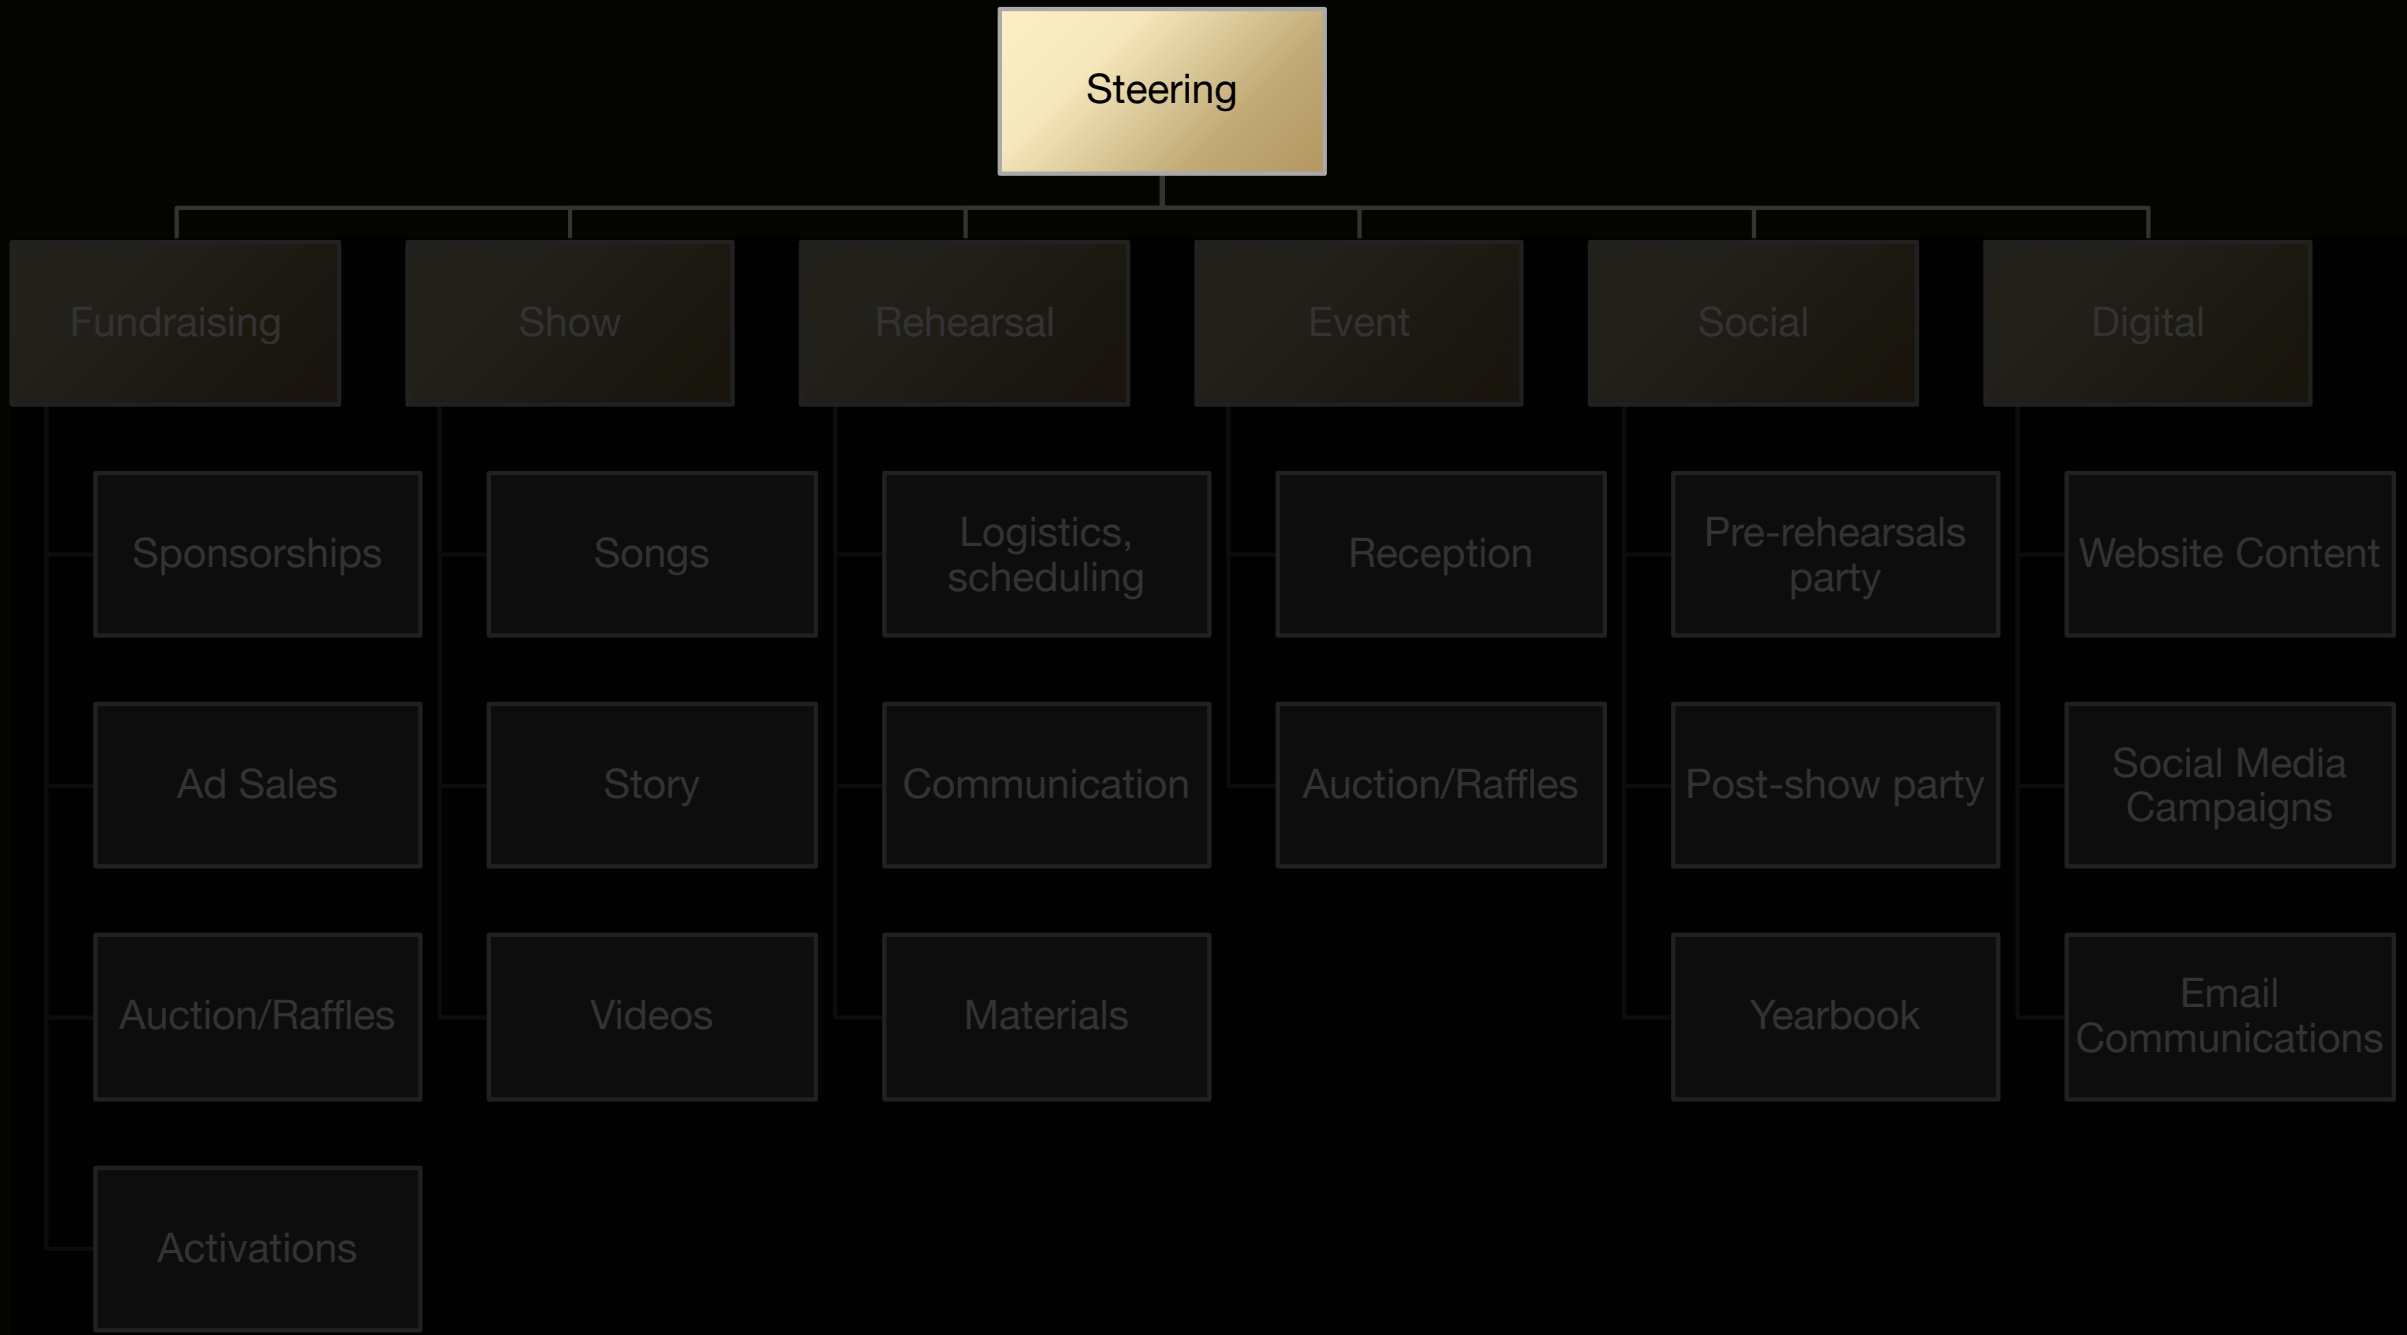 Steering
Fundraising
Show
Rehearsal
Event
Social
Digital
Sponsorships
Ad Sales
Auction/Raffles
Activations
Songs
Story
Videos
Logistics,
scheduling
Communication
Materials
Reception
Auction/Raffles
Pre-rehearsals
party
Post-show party
Yearbook
Website Content
Social Media
Campaigns
Email
Communications